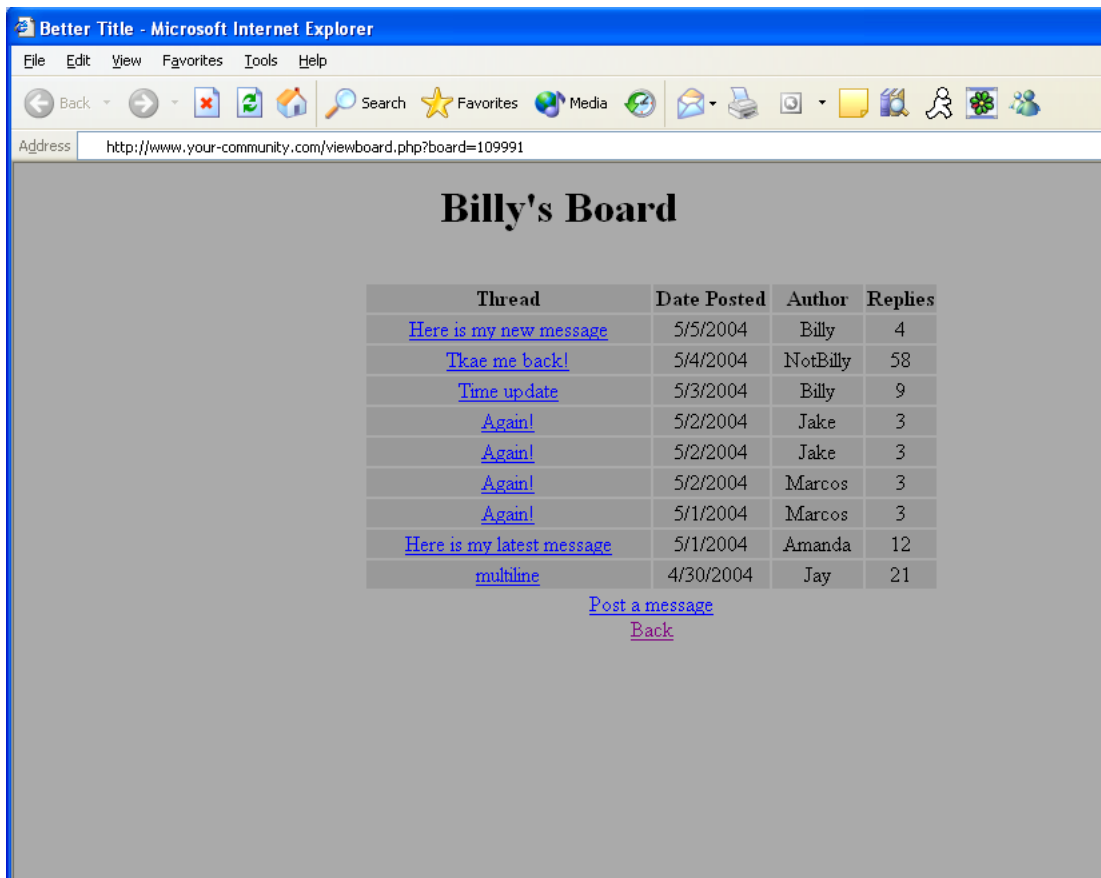 Better Title - Microsoft Internet Explorer
File Edit View Favorites Tools Help
Back Search Favorites Media
Address http://www.your-community.com/viewboard.php?board=109991
Billy's Board
Thread Date Posted Author Replies
Here is my new message 5/5/2004 Billy 4
Tkae me back! 5/4/2004 NotBilly 58
Time update 5/3/2004 Billy 9
Again! 5/2/2004 Jake 3
Again! 5/2/2004 Jake 3
Again! 5/2/2004 Marcos 3
Again! 5/1/2004 Marcos 3
Here is my latest message 5/1/2004 Amanda 12
multiline 4/30/2004 Jay 21
Post a message
Back